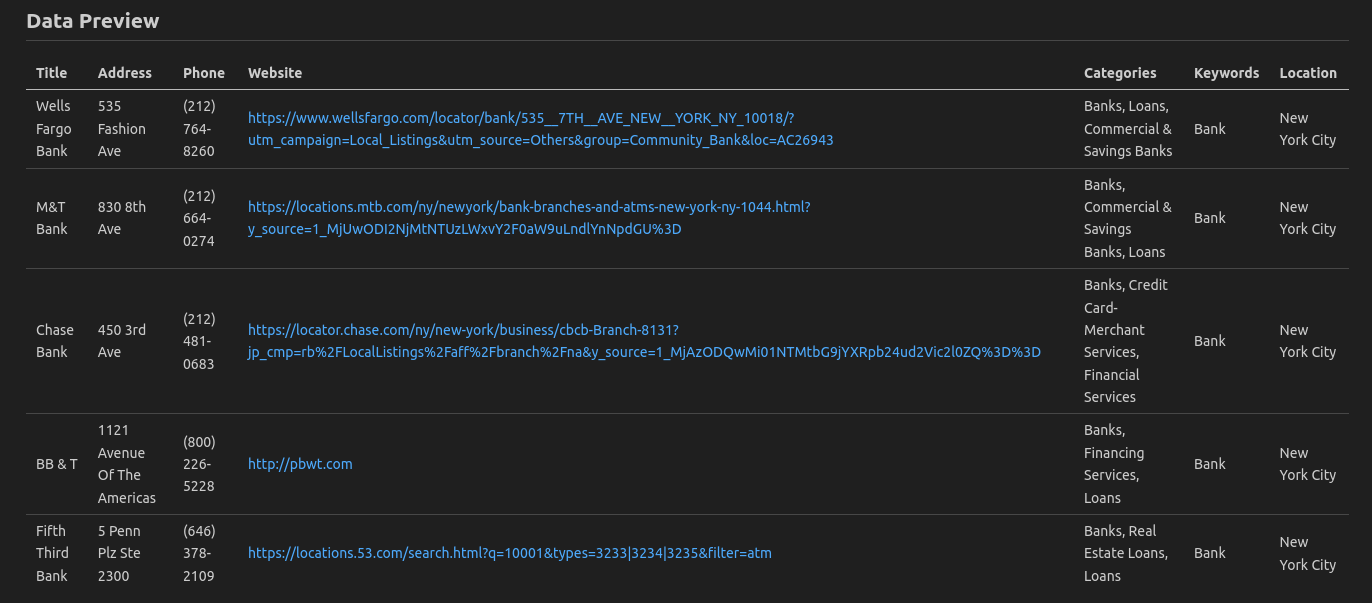 Data Preview
Title Address Phone Website Categories Keywords Location
Wells Fargo Bank 535 Fashion Ave (212) 764-8260 https://www.wellsfargo.com/locator/bank/535__7TH__AVE_NEW__YORK_NY_10018/?utm_campaign=Local_Listings&utm_source=Others&group=Community_Bank&loc=AC26943 Banks, Loans, Commercial & Savings Banks Bank New York City
M&T Bank 830 8th Ave (212) 664-0274 https://locations.mtb.com/ny/newyork/bank-branches-and-atms-new-york-ny-1044.html?y_source=1_MjUwODI2NjMtNTUzLWxvY2F0aW9uLndlYnNpdGU%3D Banks, Commercial & Savings Banks, Loans Bank New York City
Chase Bank 450 3rd Ave (212) 481-0683 https://locator.chase.com/ny/new-york/business/cbcb-Branch-8131?jp_cmp=rb%2FLocalListings%2Faff%2Fbranch%2Fna&y_source=1_MjAzODQwMi01NTMtbG9jYXRpb24ud2Vic2l0ZQ%3D%3D Banks, Credit Card-Merchant Services, Financial Services Bank New York City
BB & T 1121 Avenue Of The Americas (800) 226-5228 http://pbwt.com Banks, Financing Services, Loans Bank New York City
Fifth Third Bank 5 Penn Plz Ste 2300 (646) 378-2109 https://locations.53.com/search.html?q=10001&types=3233|3234|3235&filter=atm Banks, Real Estate Loans, Loans Bank New York City